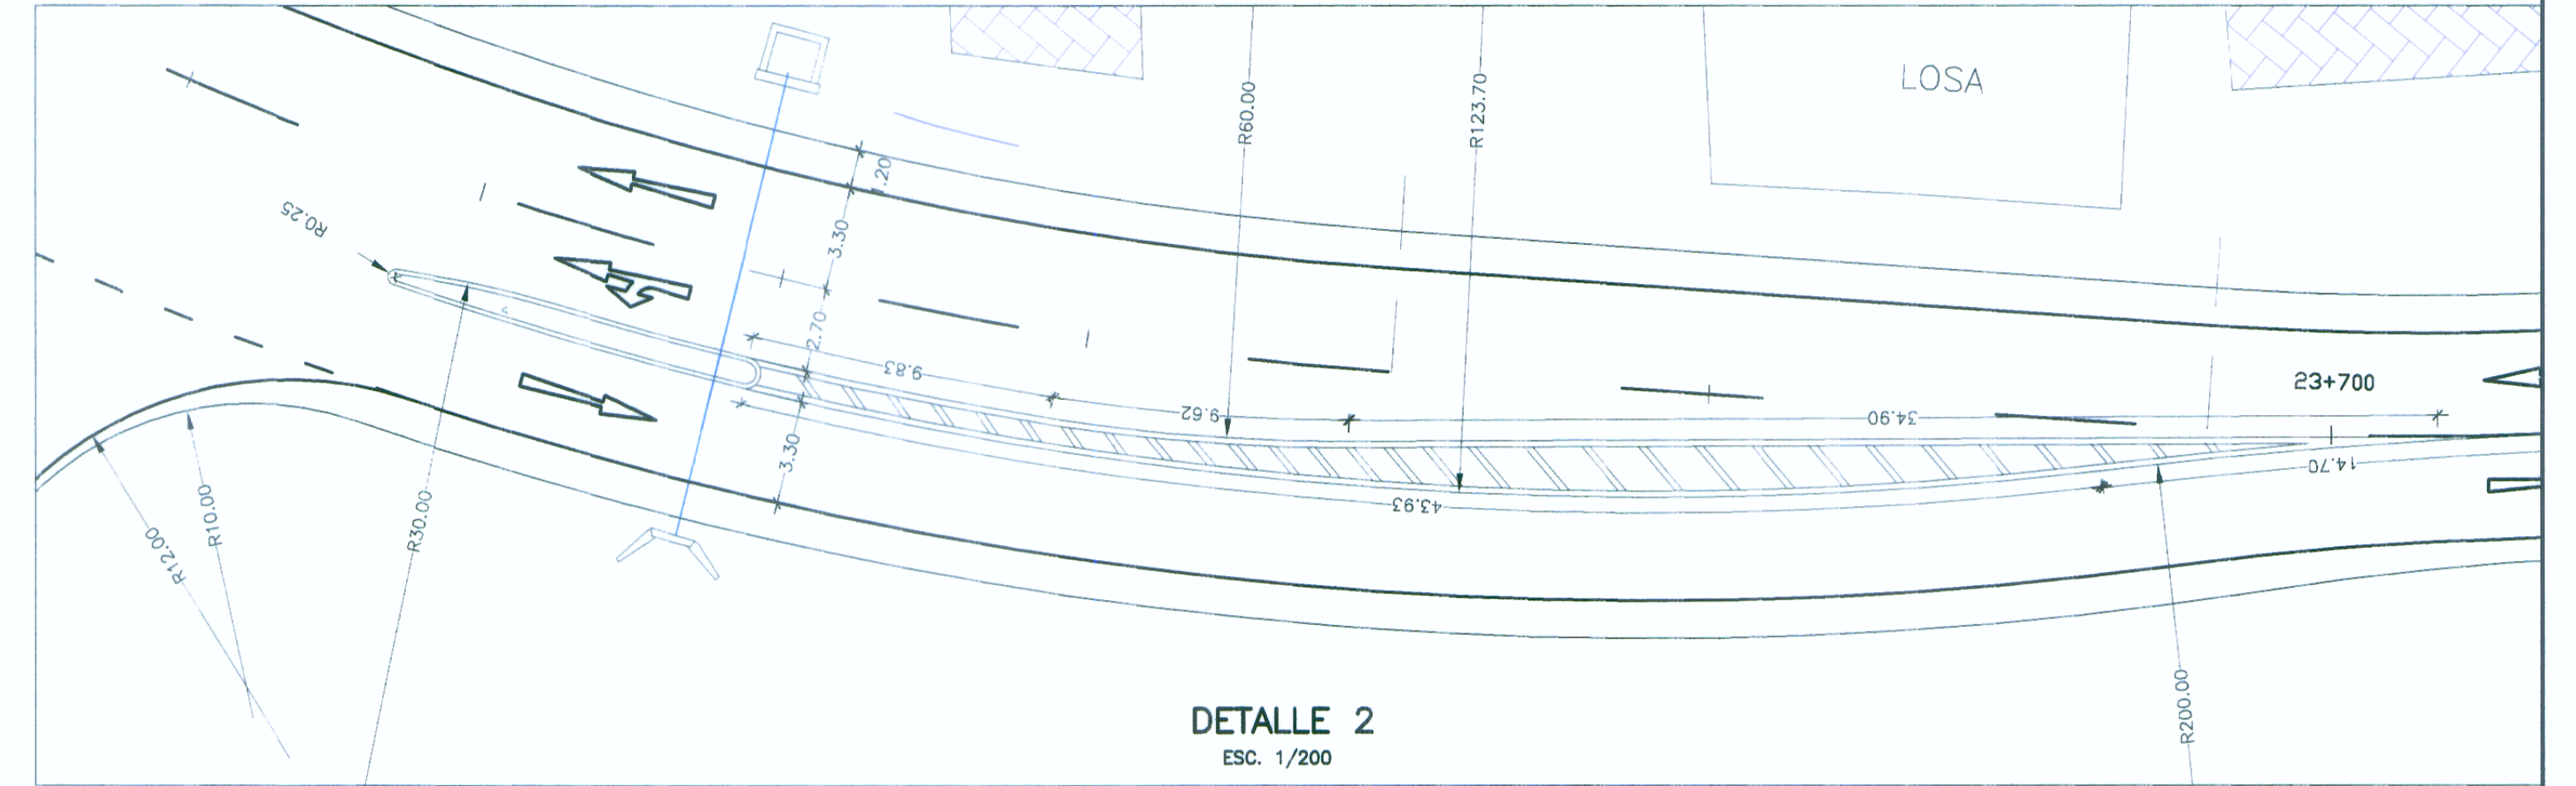 LOSA
R60.00
R123.70
1.20
3.30
R0.25
2.70
9.83
9.62
34.90
23+700
3.30
43.93
14.70
R12.00
R10.00
R30.00
R200.00
DETALLE 2
ESC. 1/200